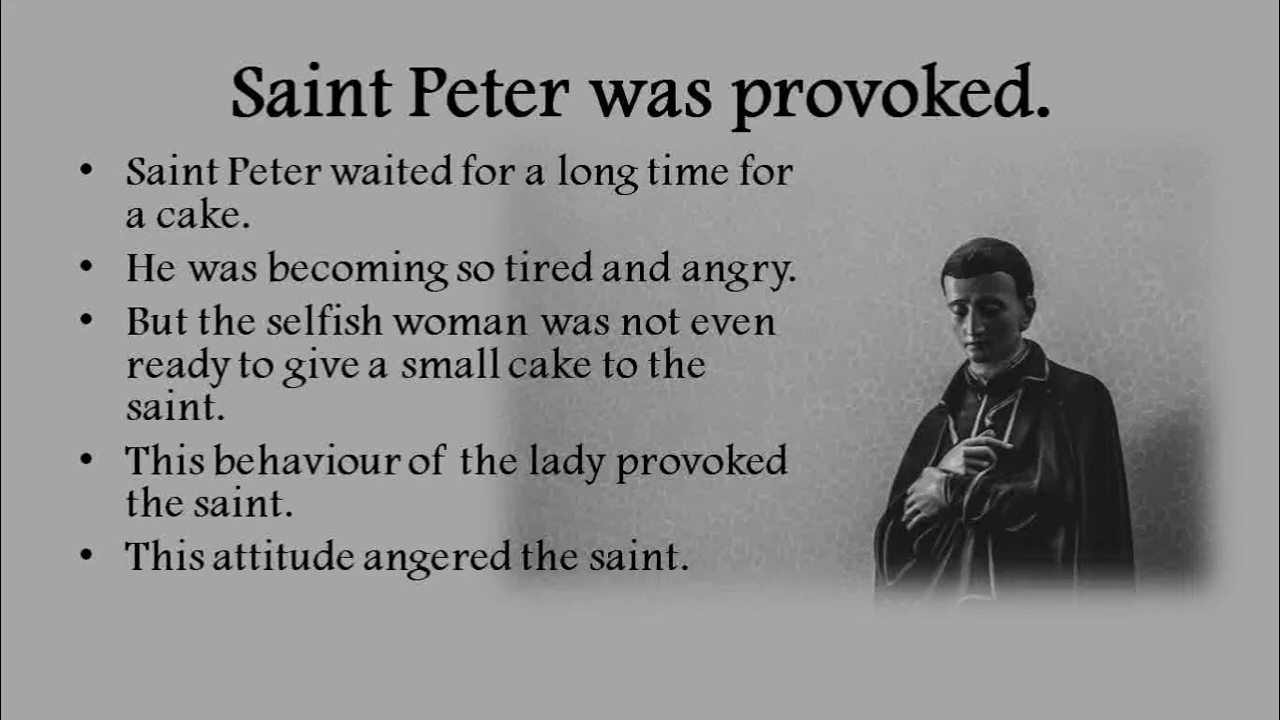 Saint Peter was provoked.
• Saint Peter waited for a long time for
a cake.
• He was becoming so tired and angry.
• But the selfish woman was not even
ready to give a small cake to the
saint.
• This behaviour of the lady provoked
the saint.
• This attitude angered the saint.